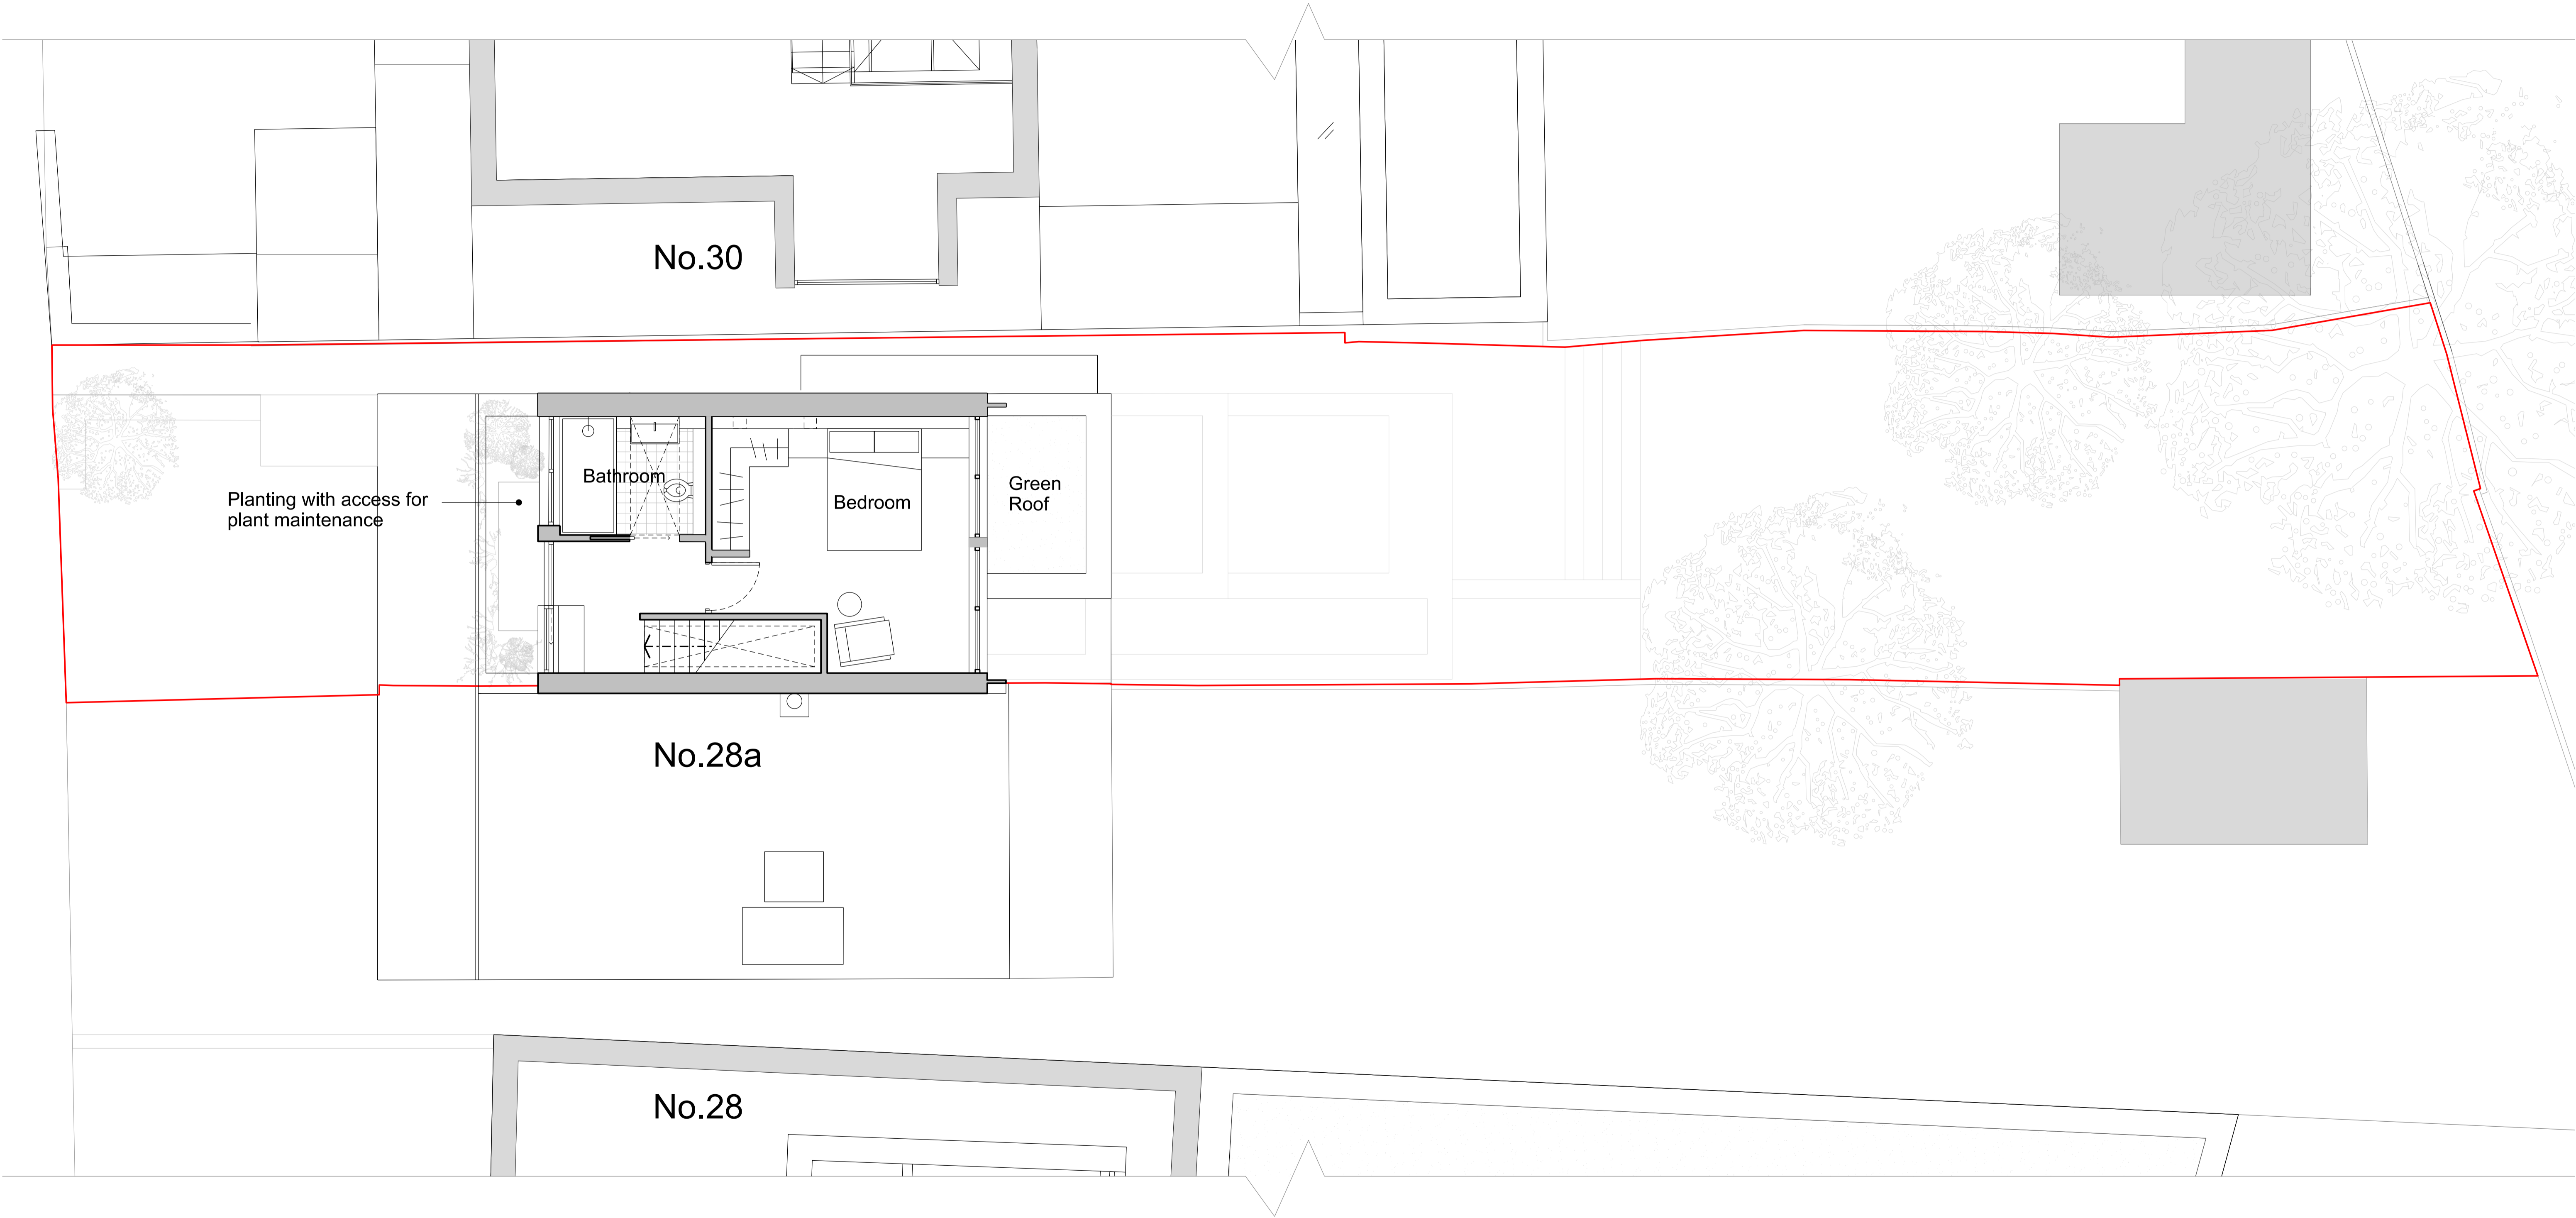 No.30
Bathroom
Planting with access for
plant maintenance
Bedroom
Green
Roof
No.28a
No.28